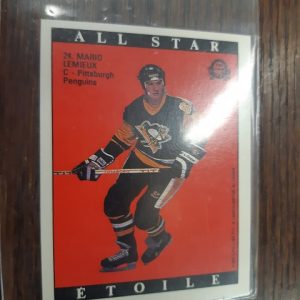 ALL STAR
24. MARIO
LEMIEUX
C - Pittsburgh
Penguins
ÉTOILE